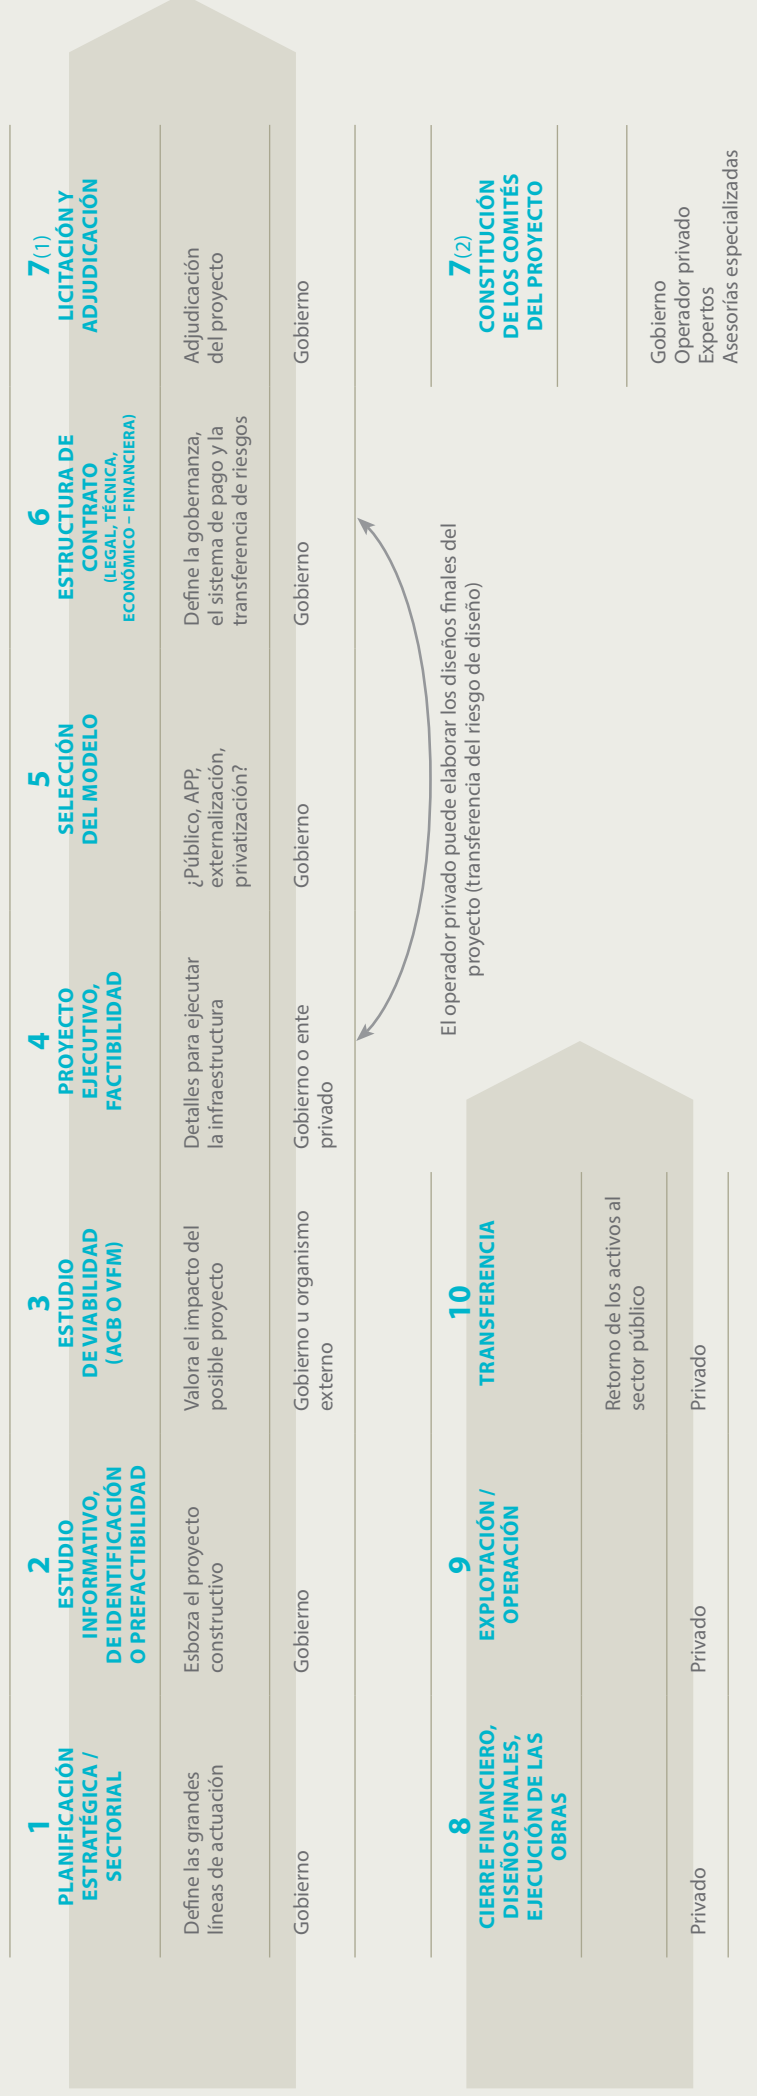 1
PLANIFICACIÓN
ESTRATÉGICA /
SECTORIAL
Define las grandes
líneas de actuación
Gobierno
2
ESTUDIO
INFORMATIVO,
DE IDENTIFICACIÓN
O PREFACTIBILIDAD
Esboza el proyecto
constructivo
Gobierno
3
ESTUDIO
DE VIABILIDAD
(ACB O VFM)
Valora el impacto del
posible proyecto
Gobierno u organismo
externo
4
PROYECTO
EJECUTIVO,
FACTIBILIDAD
Detalles para ejecutar
la infraestructura
Gobierno o ente
privado
5
SELECCIÓN
DEL MODELO
¿Público, APP,
externalización,
privatización?
Gobierno
6
ESTRUCTURA DE
CONTRATO
(LEGAL, TÉCNICA,
ECONÓMICO – FINANCIERA)
Define la gobernanza,
el sistema de pago y la
transferencia de riesgos
Gobierno
7(1)
LICITACIÓN Y
ADJUDICACIÓN
Adjudicación
del proyecto
Gobierno
El operador privado puede elaborar los diseños finales del
proyecto (transferencia del riesgo de diseño)
7(2)
CONSTITUCIÓN
DE LOS COMITÉS
DEL PROYECTO
Gobierno
Operador privado
Expertos
Asesorías especializadas
8
CIERRE FINANCIERO,
DISEÑOS FINALES,
EJECUCIÓN DE LAS
OBRAS
Privado
9
EXPLOTACIÓN /
OPERACIÓN
Privado
10
TRANSFERENCIA
Retorno de los activos al
sector público
Privado